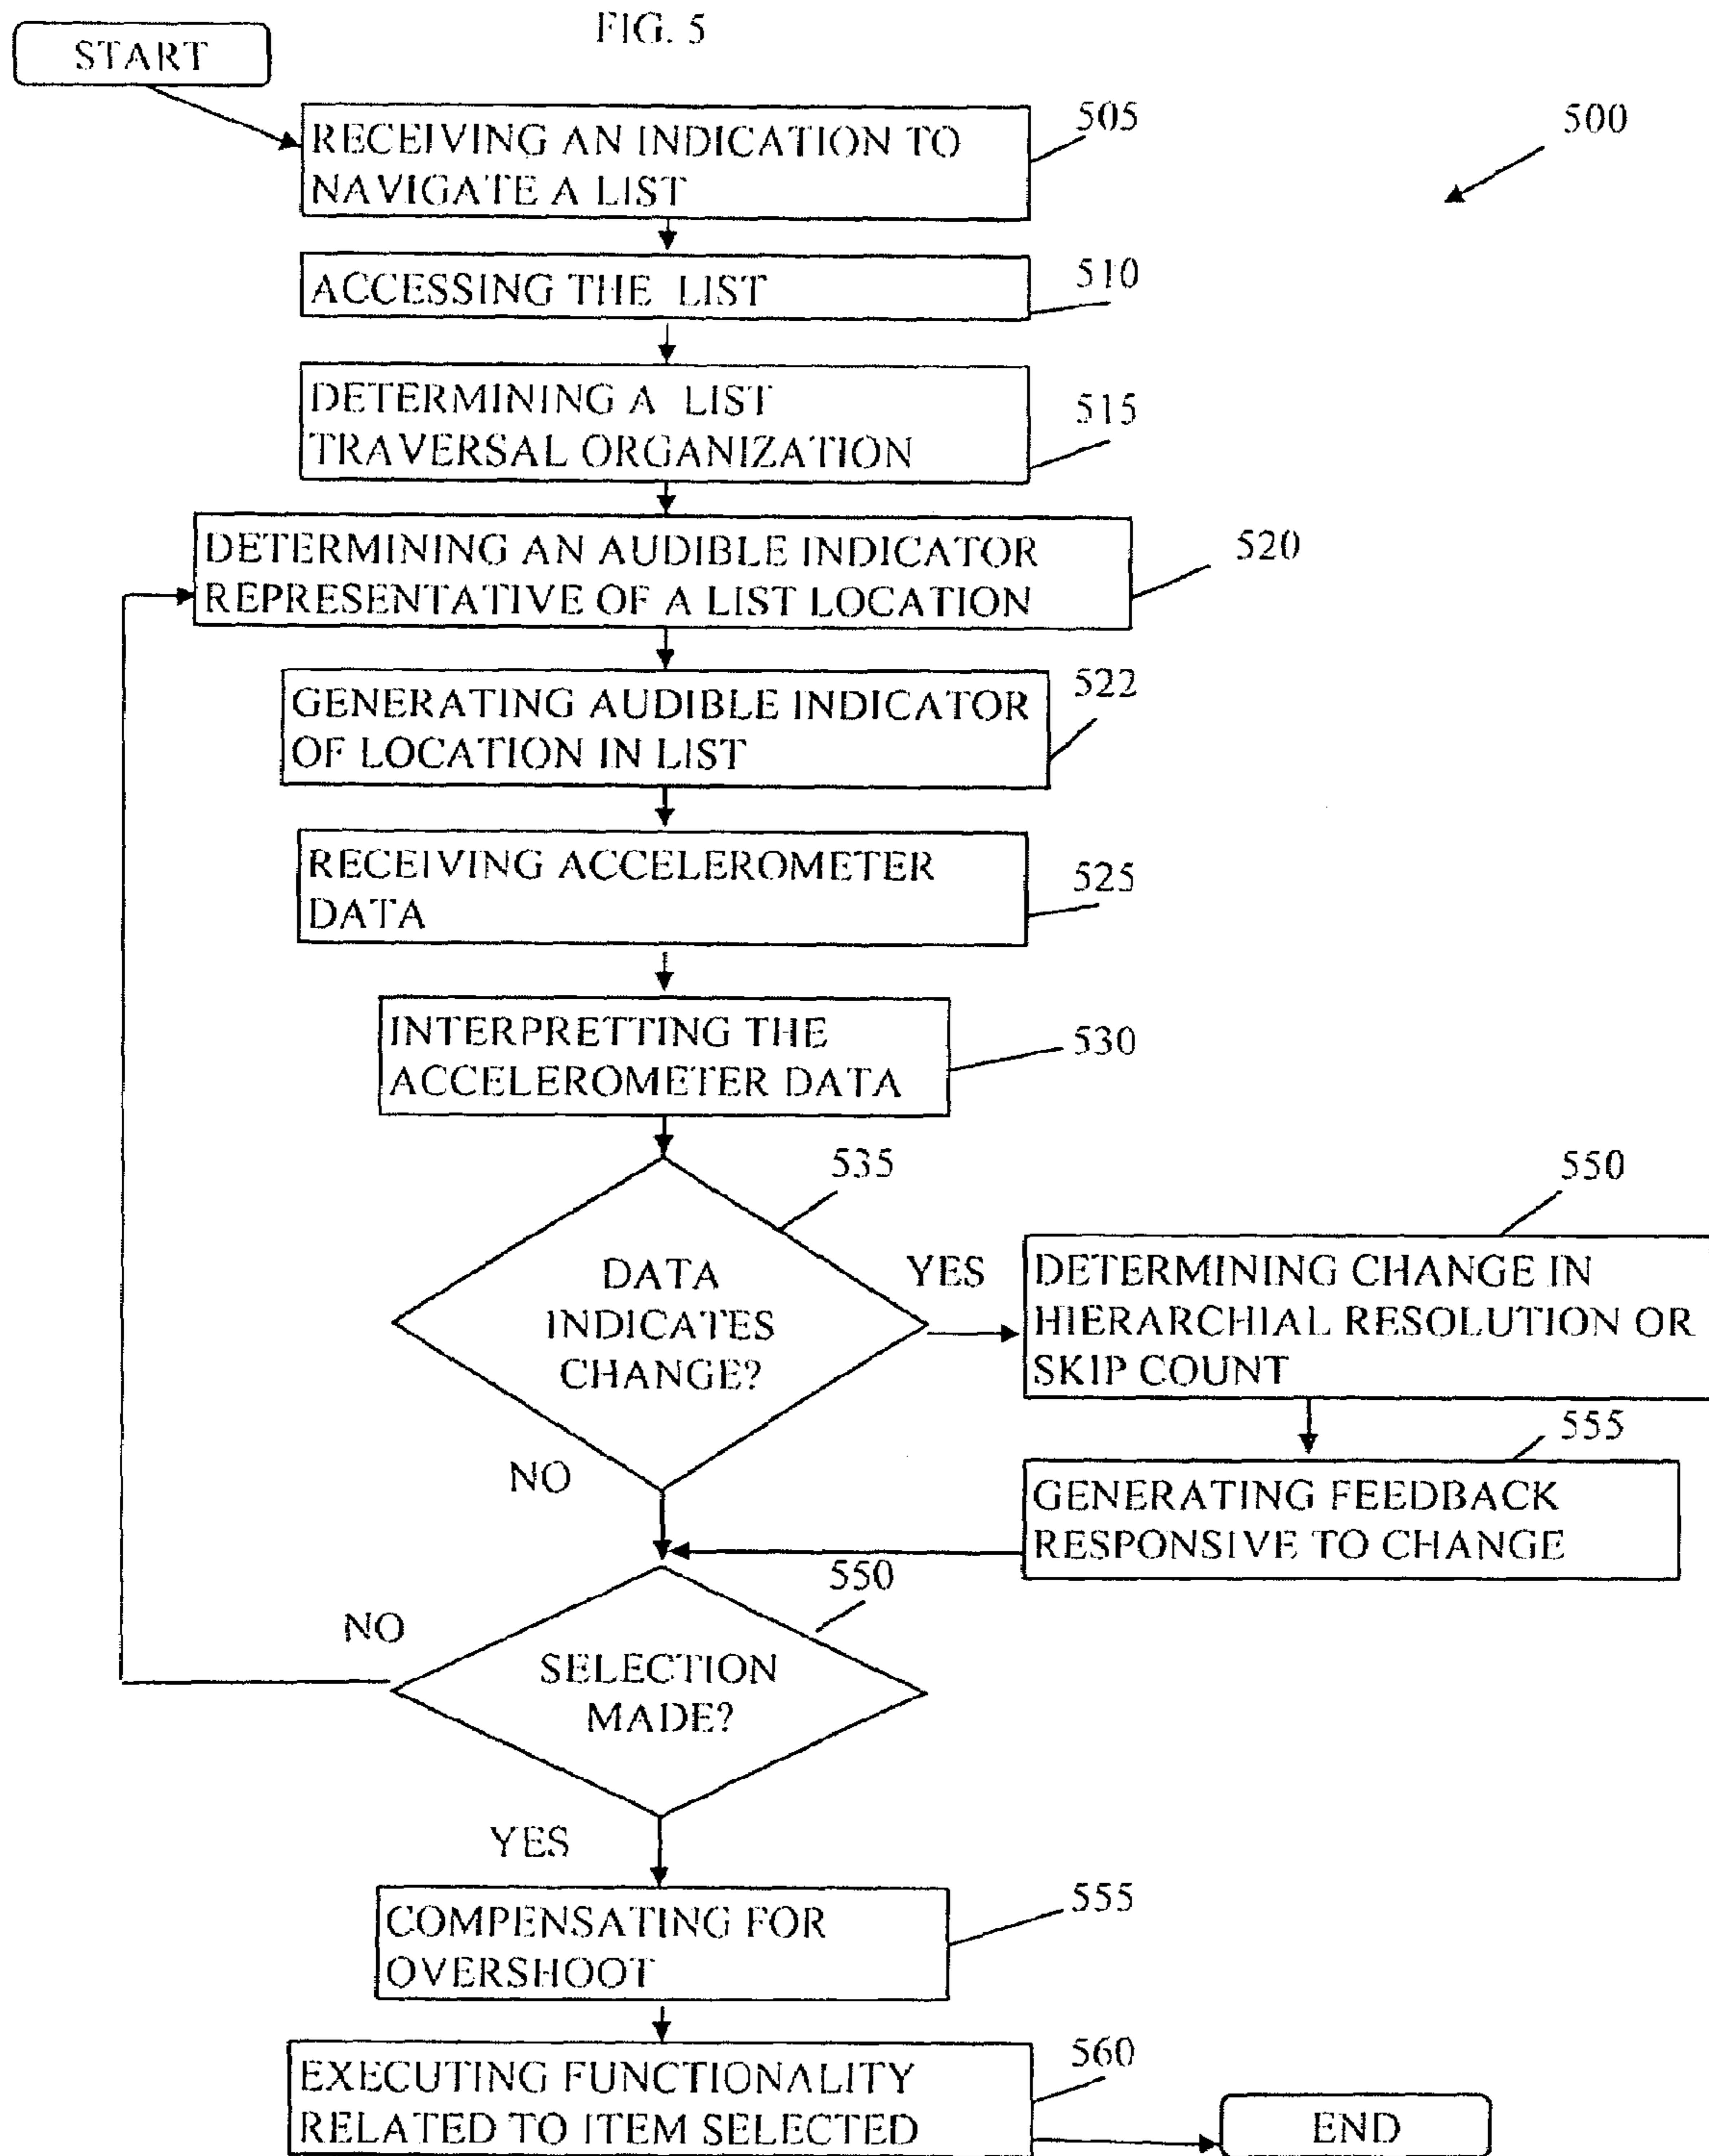 FIG. 5
START
RECEIVING AN INDICATION TO
NAVIGATE A LIST
505
500
ACCESSING THE LIST
510
DETERMINING A LIST
TRAVERSAL ORGANIZATION
515
DETERMINING AN AUDIBLE INDICATOR
REPRESENTATIVE OF A LIST LOCATION
520
GENERATING AUDIBLE INDICATOR
OF LOCATION IN LIST
522
RECEIVING ACCELEROMETER
DATA
525
INTERPRETTING THE
ACCELEROMETER DATA
530
535
DATA
INDICATES
CHANGE?
YES
550
DETERMINING CHANGE IN
HIERARCHIAL RESOLUTION OR
SKIP COUNT
NO
555
GENERATING FEEDBACK
RESPONSIVE TO CHANGE
550
NO
SELECTION
MADE?
YES
COMPENSATING FOR
OVERSHOOT
555
EXECUTING FUNCTIONALITY
RELATED TO ITEM SELECTED
560
END